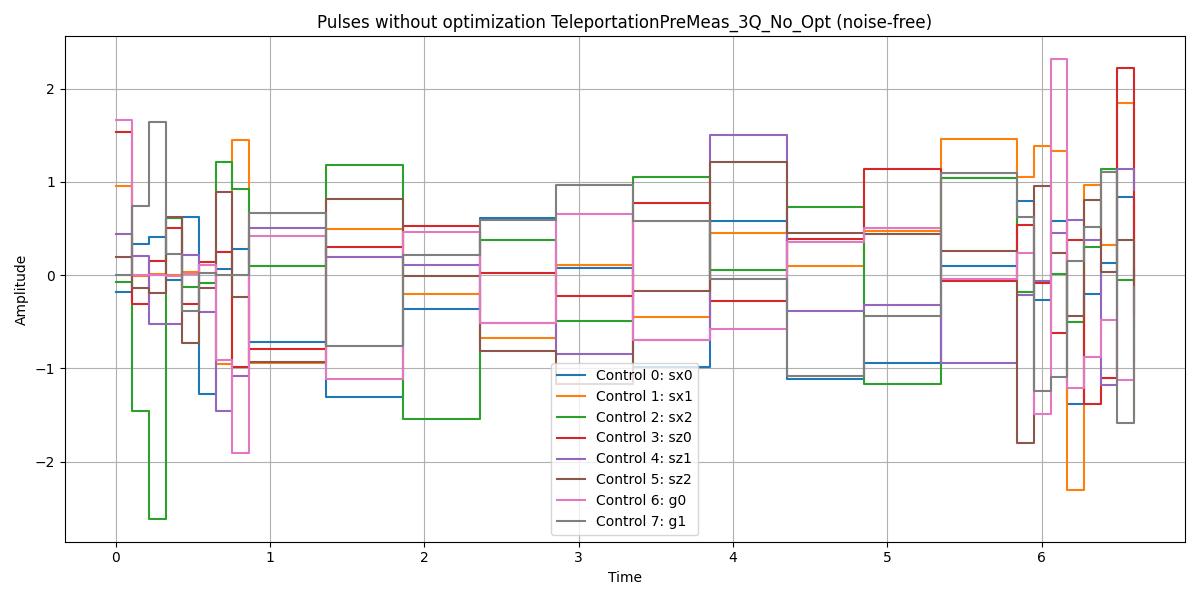 Pulses without optimization TeleportationPreMeas_3Q_No_Opt (noise-free)
Amplitude
2
1
0
−1
−2
Control 0: sx0
Control 1: sx1
Control 2: sx2
Control 3: sz0
Control 4: sz1
Control 5: sz2
Control 6: g0
Control 7: g1
0 1 2 3 4 5 6
Time